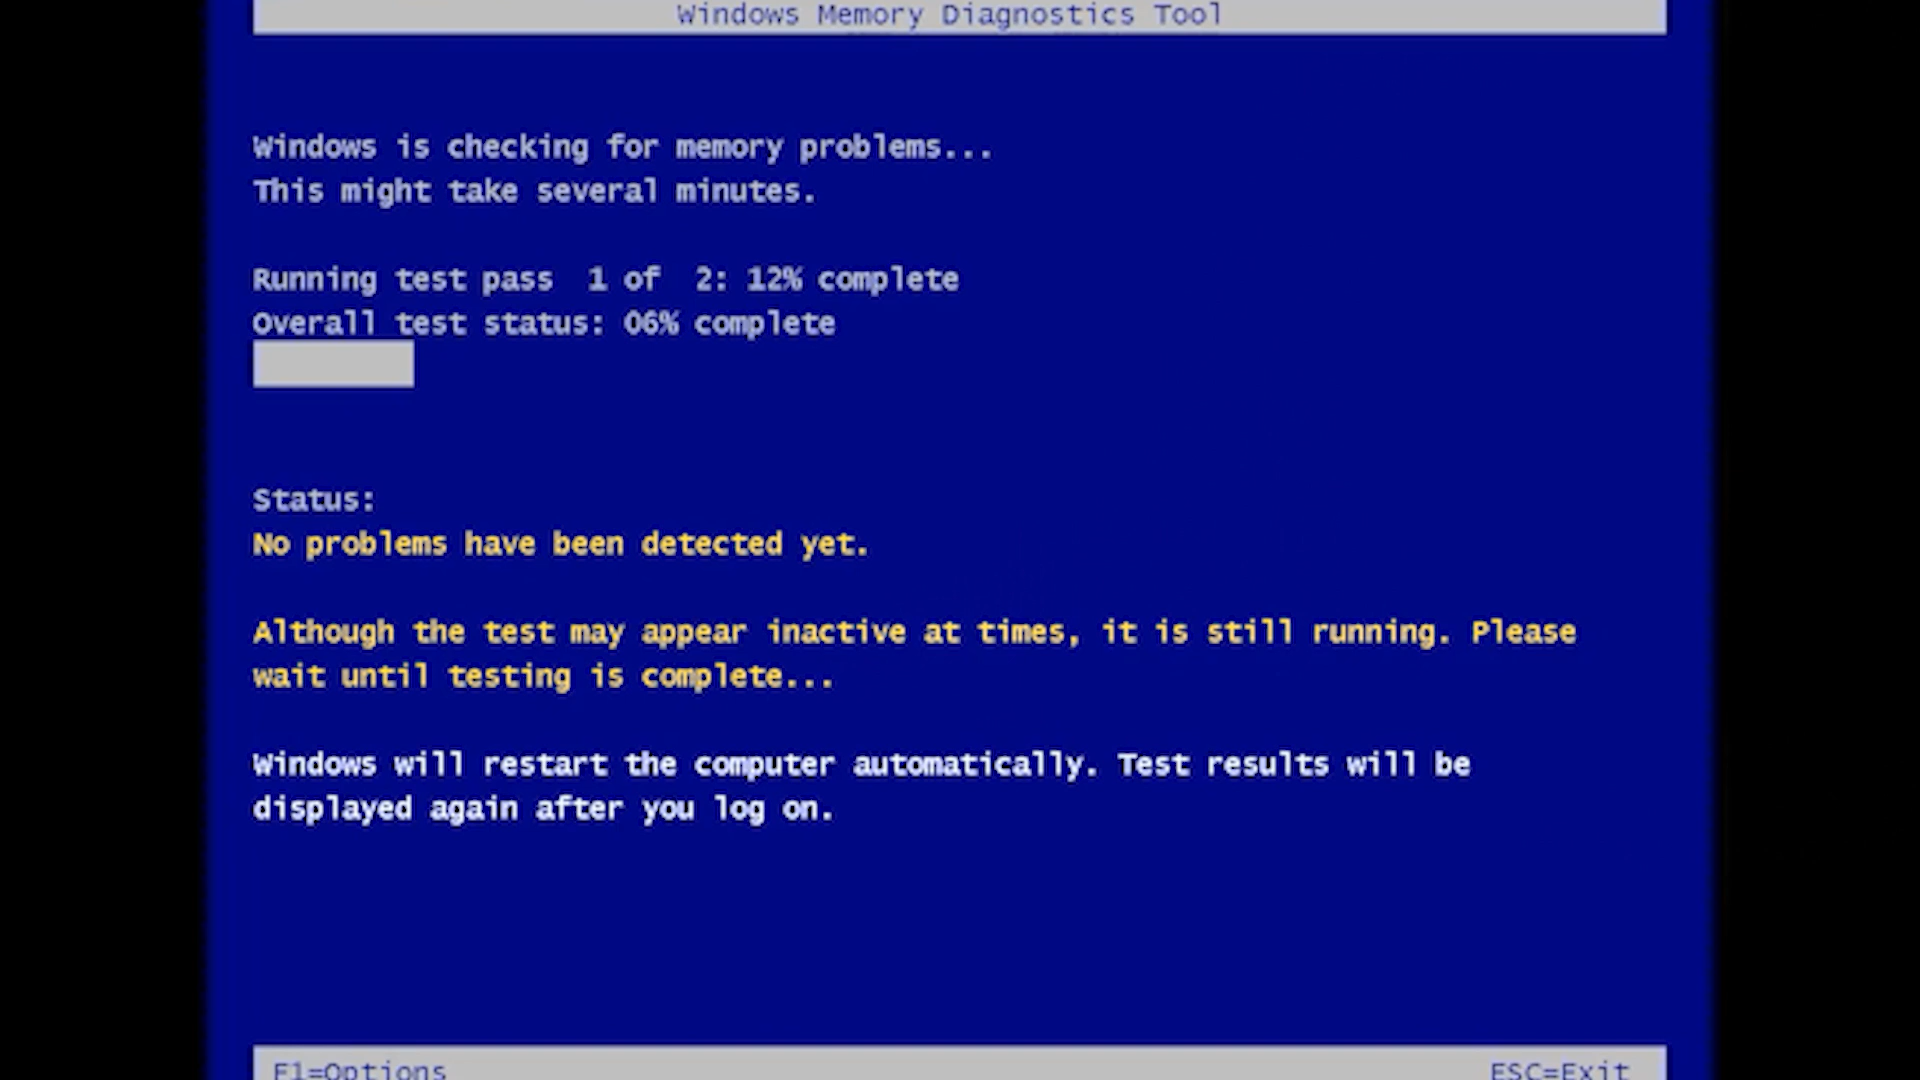 Windows Memory Diagnostics Tool
Windows is checking for memory problems...
This might take several minutes.
Running test pass  1 of  2: 12% complete
Overall test status: 06% complete
Status:
No problems have been detected yet.
Although the test may appear inactive at times, it is still running. Please
wait until testing is complete...
Windows will restart the computer automatically. Test results will be
displayed again after you log on.
F1=Options
ESC=Exit